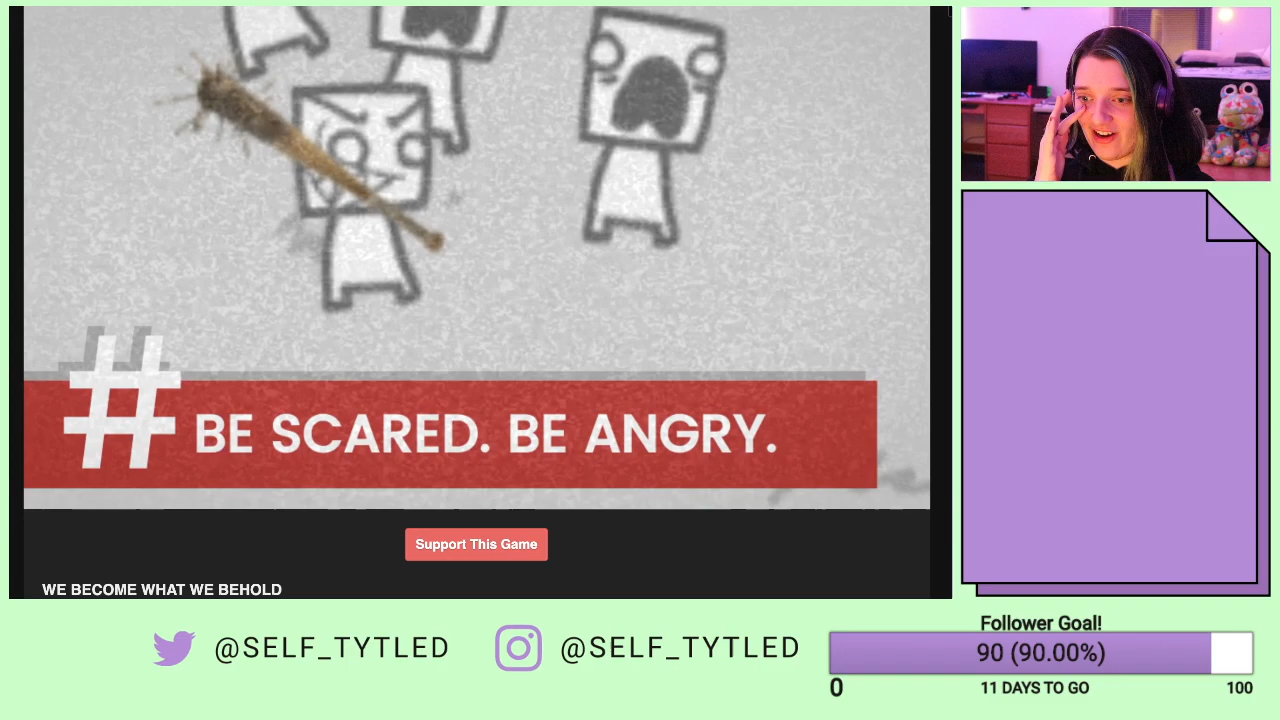 # BE SCARED. BE ANGRY.
Support This Game
WE BECOME WHAT WE BEHOLD
@SELF_TYTLED
@SELF_TYTLED
Follower Goal!
90 (90.00%)
0
11 DAYS TO GO
100